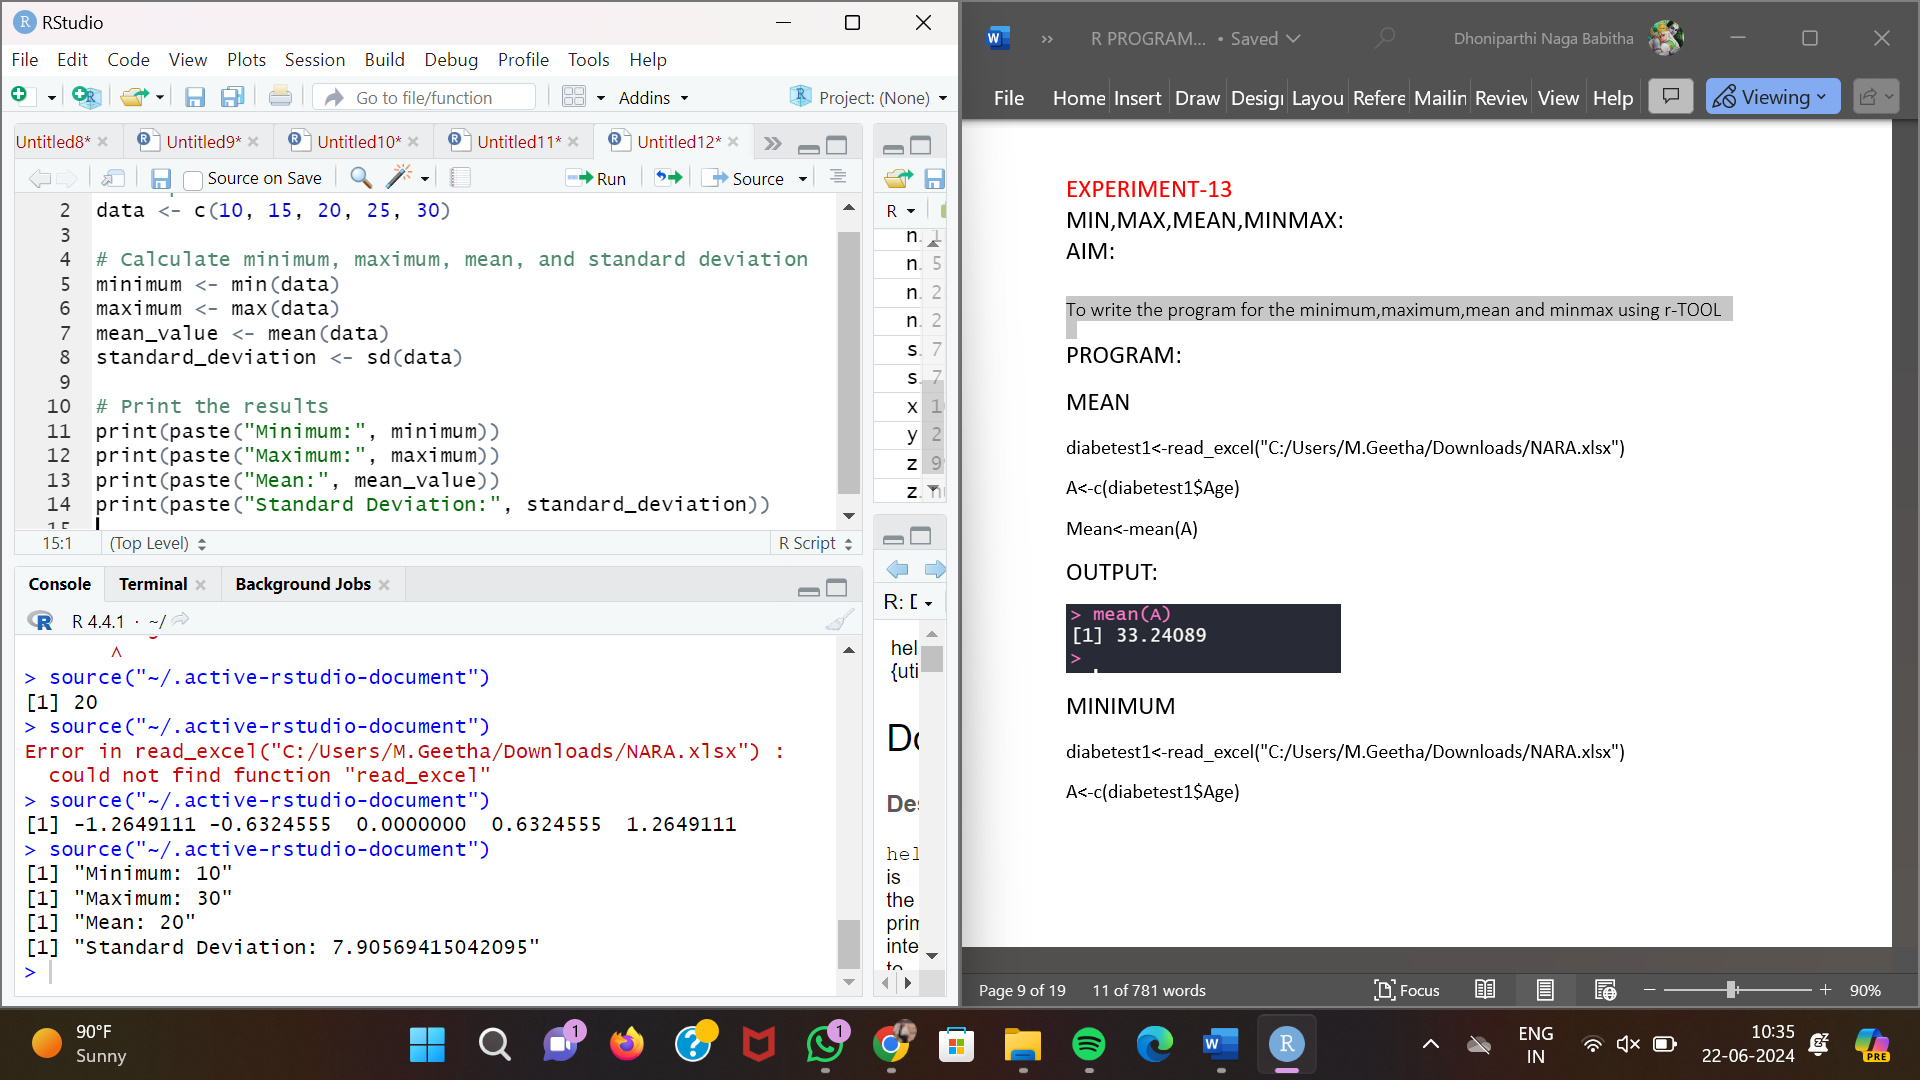 RStudio
File Edit Code View Plots Session Build Debug Profile Tools Help
Go to file/function Addins Project: (None)
Untitled8* Untitled9* Untitled10* Untitled11* Untitled12*
Source on Save Run Source
2 data <- c(10, 15, 20, 25, 30)
3
4 # Calculate minimum, maximum, mean, and standard deviation
5 minimum <- min(data)
6 maximum <- max(data)
7 mean_value <- mean(data)
8 standard_deviation <- sd(data)
9
10 # Print the results
11 print(paste("Minimum:", minimum))
12 print(paste("Maximum:", maximum))
13 print(paste("Mean:", mean_value))
14 print(paste("Standard Deviation:", standard_deviation))
15
15:1 (Top Level) R Script
Console Terminal Background Jobs
R 4.4.1 · ~/
^
> source("~/.active-rstudio-document")
[1] 20
> source("~/.active-rstudio-document")
Error in read_excel("C:/Users/M.Geetha/Downloads/NARA.xlsx") :
could not find function "read_excel"
> source("~/.active-rstudio-document")
[1] -1.2649111 -0.6324555 0.0000000 0.6324555 1.2649111
> source("~/.active-rstudio-document")
[1] "Minimum: 10"
[1] "Maximum: 30"
[1] "Mean: 20"
[1] "Standard Deviation: 7.90569415042095"
>
R
n. 1
n. 5
n. 2
n. 2
s. 7
s. 7
x 1
y 2
z 9
z.
R:
hel
{uti
Do
Des
hel
is
the
prim
inte
to
R PROGRAM... • Saved Dhoniparthi Naga Babitha
File Home Insert Draw Desig Layou Refere Mailin Review View Help Viewing
EXPERIMENT-13
MIN,MAX,MEAN,MINMAX:
AIM:
To write the program for the minimum,maximum,mean and minmax using r-TOOL
PROGRAM:
MEAN
diabetest1<-read_excel("C:/Users/M.Geetha/Downloads/NARA.xlsx")
A<-c(diabetest1$Age)
Mean<-mean(A)
OUTPUT:
> mean(A)
[1] 33.24089
>
MINIMUM
diabetest1<-read_excel("C:/Users/M.Geetha/Downloads/NARA.xlsx")
A<-c(diabetest1$Age)
Page 9 of 19 11 of 781 words Focus 90%
90°F
Sunny
1
1
ENG
IN
10:35
22-06-2024
PRE